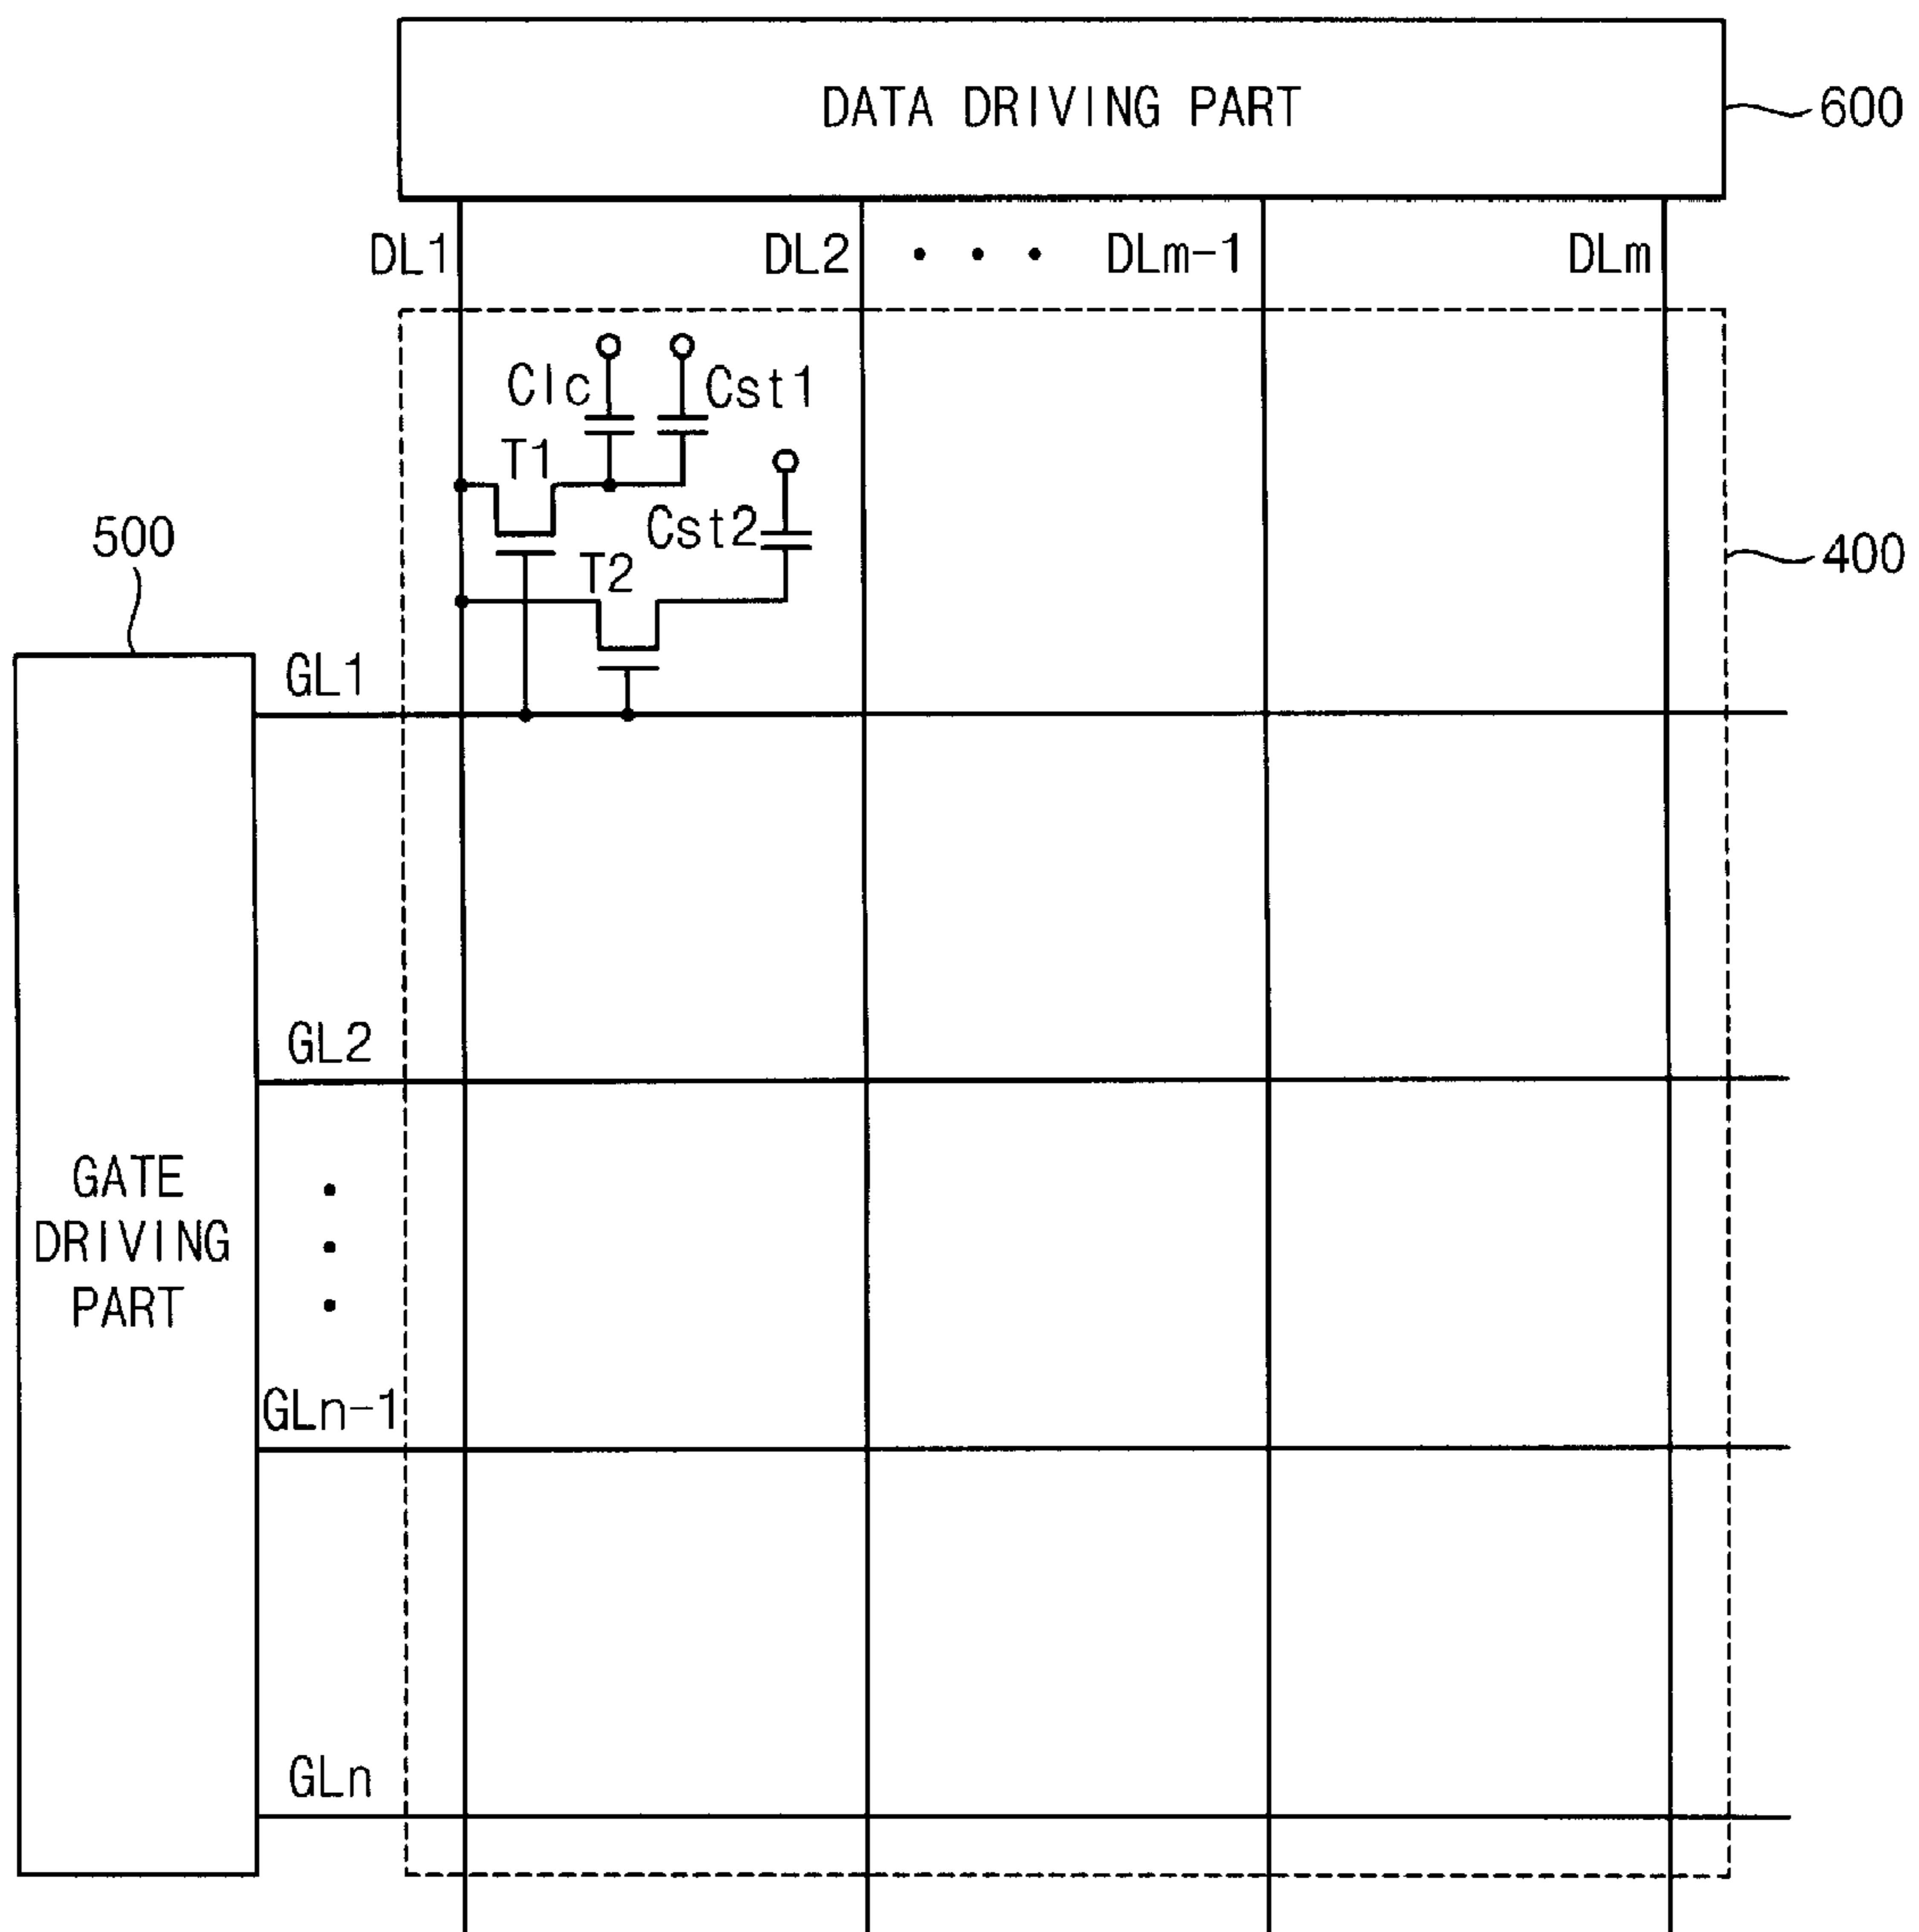 DATA DRIVING PART
600
DL1
DL2
• • •
DLm-1
DLm
Clc
Cst1
T1
Cst2
500
T2
400
GL1
GL2
GATE
DRIVING
PART
•
•
•
GLn-1
GLn